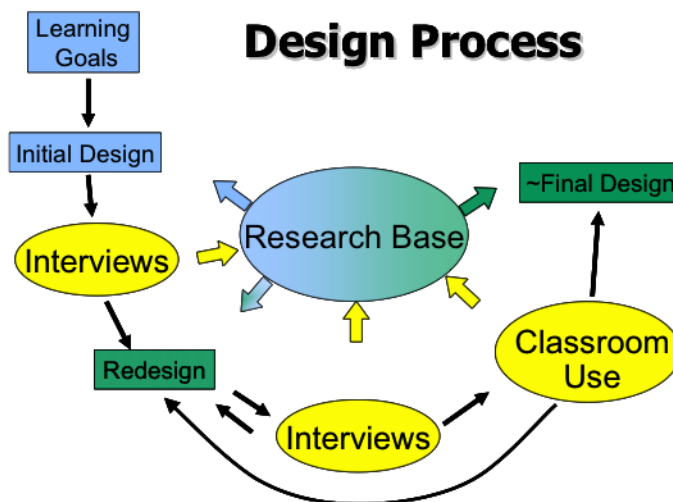 Design Process
Learning
Goals
Initial Design
Interviews
Research Base
~Final Design
Redesign
Interviews
Classroom
Use